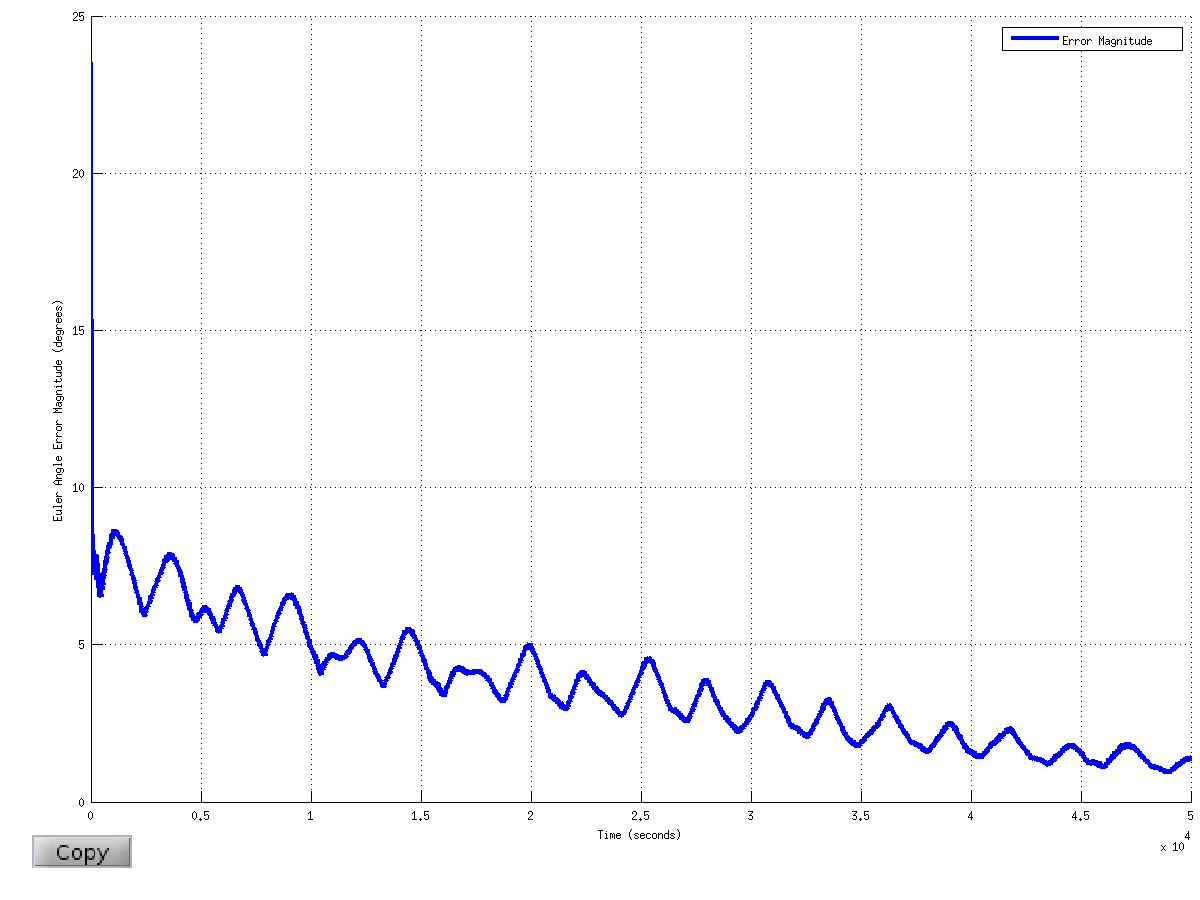 25
Error Magnitude
20
15
10
5
0
Euler Angle Error Magnitude (degrees)
0 0.5 1 1.5 2 2.5 3 3.5 4 4.5 5
Time (seconds)
x 10 4
Copy